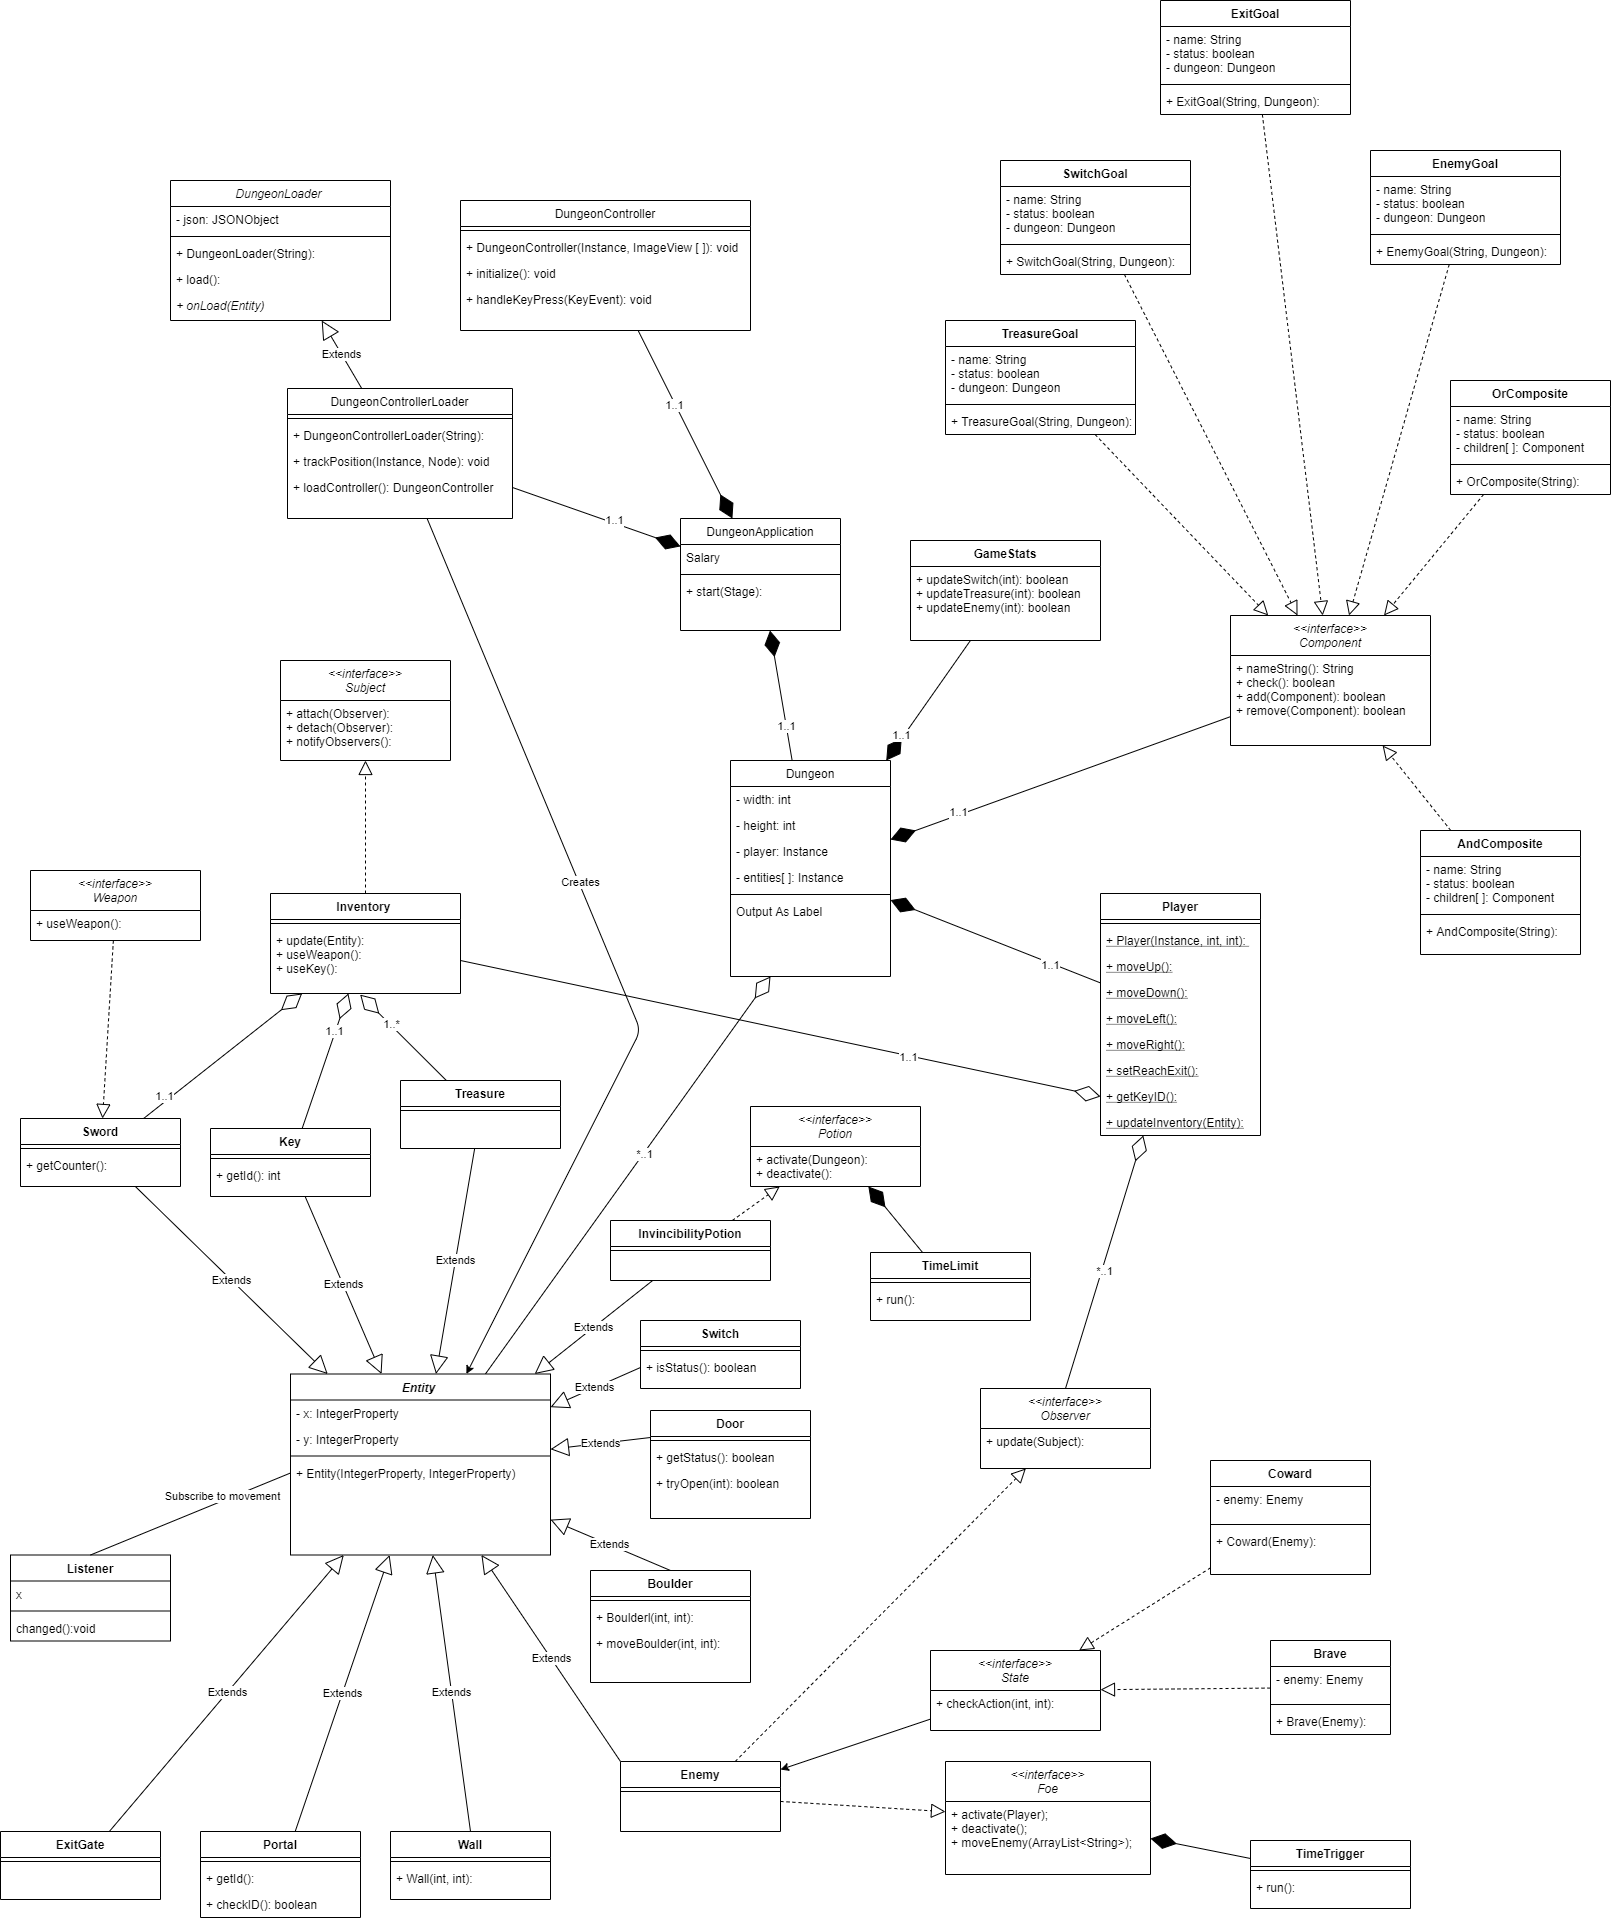 ExitGoal
- name: String
- status: boolean
- dungeon: Dungeon
+ ExitGoal(String, Dungeon):
EnemyGoal
- name: String
- status: boolean
- dungeon: Dungeon
+ EnemyGoal(String, Dungeon):
SwitchGoal
- name: String
- status: boolean
- dungeon: Dungeon
+ SwitchGoal(String, Dungeon):
DungeonLoader
- json: JSONObject
+ DungeonLoader(String):
+ load():
+ onLoad(Entity)
DungeonController
+ DungeonController(Instance, ImageView [ ]): void
+ initialize(): void
+ handleKeyPress(KeyEvent): void
TreasureGoal
- name: String
- status: boolean
- dungeon: Dungeon
+ TreasureGoal(String, Dungeon):
Extends
OrComposite
- name: String
- status: boolean
- children[ ]: Component
+ OrComposite(String):
DungeonControllerLoader
+ DungeonControllerLoader(String):
+ trackPosition(Instance, Node): void
+ loadController(): DungeonController
1..1
1..1
DungeonApplication
Salary
+ start(Stage):
GameStats
+ updateSwitch(int): boolean
+ updateTreasure(int): boolean
+ updateEnemy(int): boolean
<<interface>>
Component
+ nameString(): String
+ check(): boolean
+ add(Component): boolean
+ remove(Component): boolean
<<interface>>
Subject
+ attach(Observer):
+ detach(Observer):
+ notifyObservers():
1..1
1..1
Dungeon
- width: int
- height: int
- player: Instance
- entities[ ]: Instance
Output As Label
1..1
AndComposite
- name: String
- status: boolean
- children[ ]: Component
+ AndComposite(String):
<<interface>>
Weapon
+ useWeapon():
Creates
Inventory
+ update(Entity):
+ useWeapon():
+ useKey():
Player
+ Player(Instance, int, int):
+ moveUp():
+ moveDown():
+ moveLeft():
+ moveRight():
+ setReachExit():
+ getKeyID():
+ updateInventory(Entity):
1..1
1..1
1..*
1..1
1..1
Treasure
Sword
+ getCounter():
Key
+ getId(): int
<<interface>>
Potion
+ activate(Dungeon):
+ deactivate():
*..1
InvincibilityPotion
TimeLimit
+ run():
*..1
Extends
Extends
Extends
Extends
Switch
+ isStatus(): boolean
Extends
Entity
- x: IntegerProperty
- y: IntegerProperty
+ Entity(IntegerProperty, IntegerProperty)
Door
+ getStatus(): boolean
+ tryOpen(int): boolean
Extends
<<interface>>
Observer
+ update(Subject):
Coward
- enemy: Enemy
+ Coward(Enemy):
Subscribe to movement
Extends
Listener
x
changed():void
Boulder
+ Boulderl(int, int):
+ moveBoulder(int, int):
Extends
<<interface>>
State
+ checkAction(int, int):
Brave
- enemy: Enemy
+ Brave(Enemy):
Extends
Extends
Extends
Enemy
<<interface>>
Foe
+ activate(Player);
+ deactivate();
+ moveEnemy(ArrayList<String>);
ExitGate
Portal
+ getId():
+ checkID(): boolean
Wall
+ Wall(int, int):
TimeTrigger
+ run():